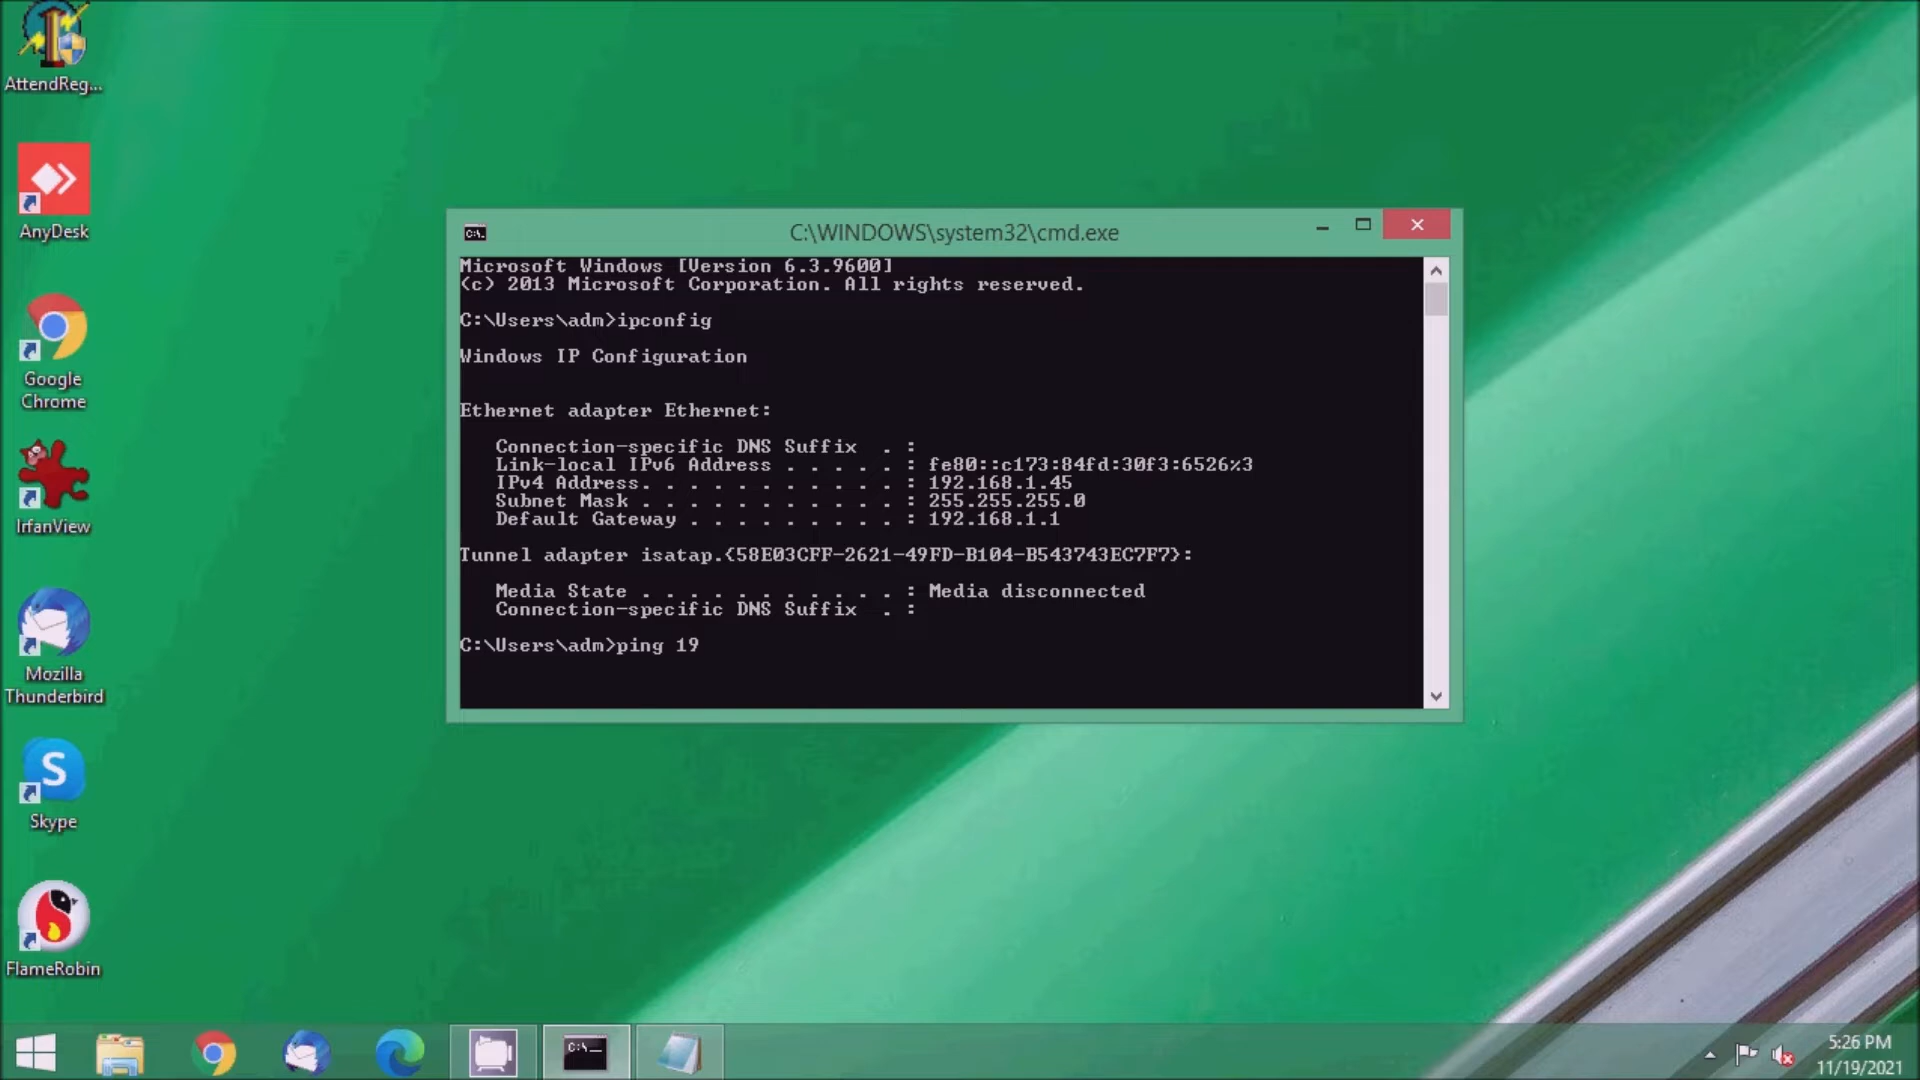 AttendReg...
AnyDesk
Google
Chrome
IrfanView
Mozilla
Thunderbird
Skype
FlameRobin
C:\WINDOWS\system32\cmd.exe
Microsoft Windows [Version 6.3.9600]
(c) 2013 Microsoft Corporation. All rights reserved.
C:\Users\adm>ipconfig
Windows IP Configuration
Ethernet adapter Ethernet:
Connection-specific DNS Suffix . :
Link-local IPv6 Address . . . . . : fe80::c173:84fd:30f3:6526%3
IPv4 Address. . . . . . . . . . . : 192.168.1.45
Subnet Mask . . . . . . . . . . . : 255.255.255.0
Default Gateway . . . . . . . . . : 192.168.1.1
Tunnel adapter isatap.{58E03CFF-2621-49FD-B104-B543743EC7F7}:
Media State . . . . . . . . . . . : Media disconnected
Connection-specific DNS Suffix . :
C:\Users\adm>ping 19
5:26 PM
11/19/2021